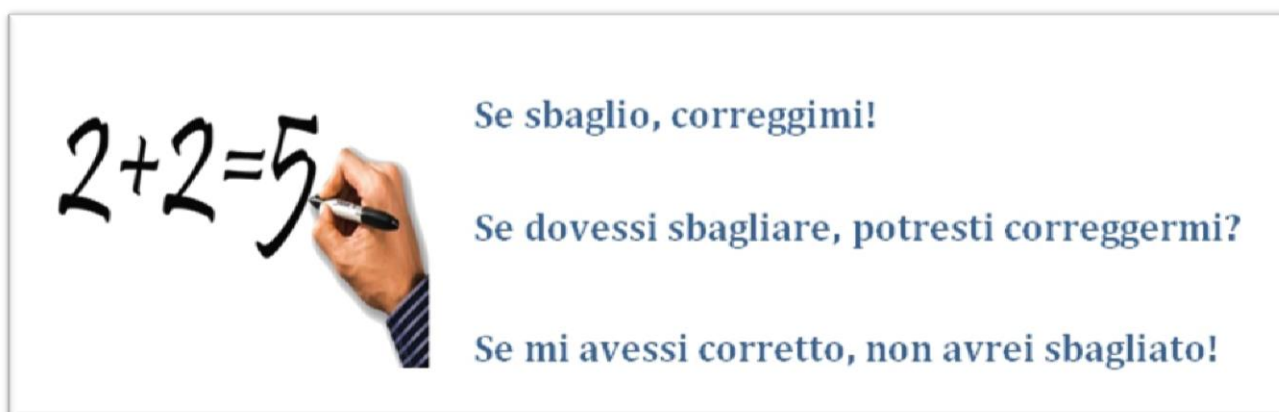 2+2=5
Se sbaglio, correggimi!
Se dovessi sbagliare, potresti correggermi?
Se mi avessi corretto, non avrei sbagliato!